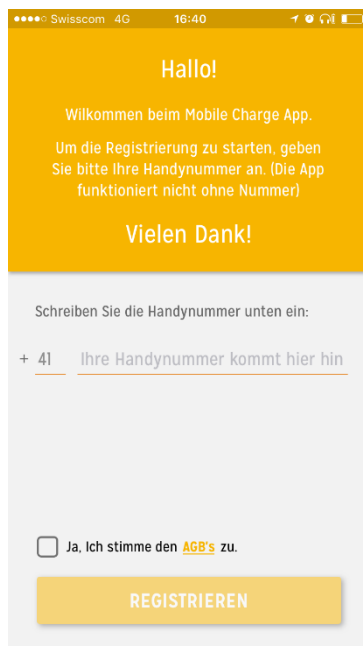 Swisscom 4G 16:40
Hallo!
Wilkommen beim Mobile Charge App.
Um die Registrierung zu starten, geben
Sie bitte Ihre Handynummer an. (Die App
funktioniert nicht ohne Nummer)
Vielen Dank!
Schreiben Sie die Handynummer unten ein:
+ 41 Ihre Handynummer kommt hier hin
Ja, Ich stimme den AGB's zu.
REGISTRIEREN